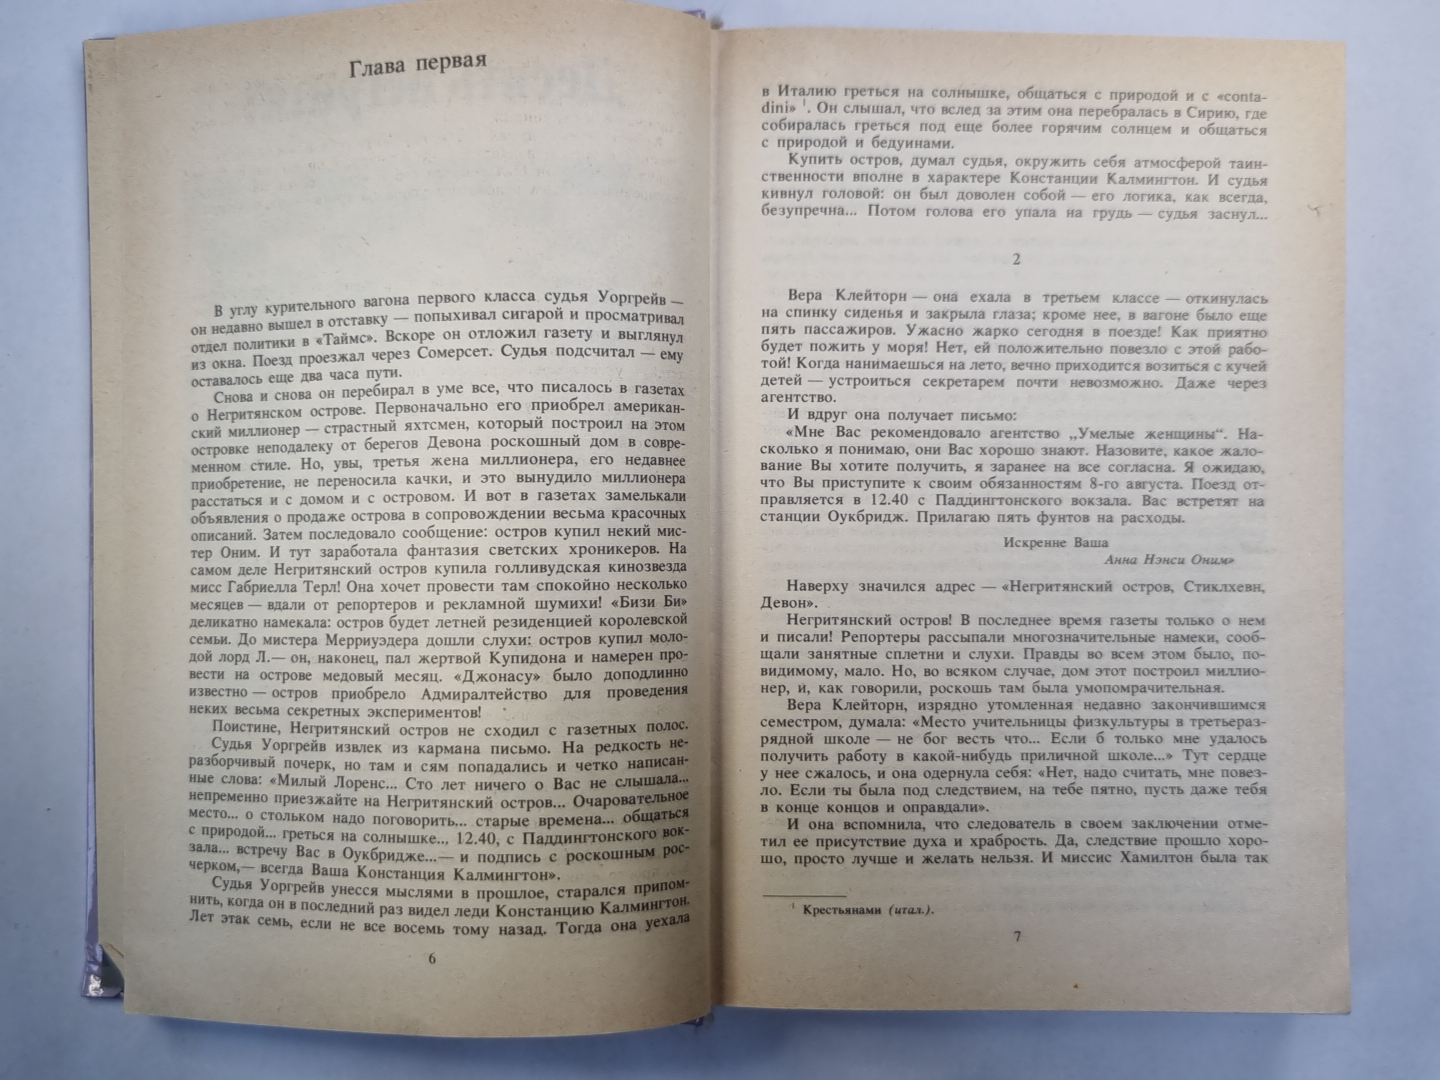 Глава первая
В углу курительного вагона первого класса судья Уоргрейв —
он недавно вышел в отставку — попыхивал сигарой и просматривал
отдел политики в «Таймс». Вскоре он отложил газету и выглянул
из окна. Поезд проезжал через Сомерсет. Судья подсчитал — ему
оставалось еще два часа пути.
Снова и снова он перебирал в уме все, что писалось в газетах
о Негритянском острове. Первоначально его приобрел американ-
ский миллионер — страстный яхтсмен, который построил на этом
островке неподалеку от берегов Девона роскошный дом в совре-
менном стиле. Но, увы, третья жена миллионера, его недавнее
приобретение, не переносила качки, и это вынудило миллионера
расстаться и с домом и с островом. И вот в газетах замелькали
объявления о продаже острова в сопровождении весьма красочных
описаний. Затем последовало сообщение: остров купил некий мис-
тер Оним. И тут заработала фантазия светских хроникеров. На
самом деле Негритянский остров купила голливудская кинозвезда
мисс Габриелла Терл! Она хочет провести там спокойно несколько
месяцев — вдали от репортеров и рекламной шумихи! «Бизи Би»
деликатно намекала: остров будет летней резиденцией королевской
семьи. До мистера Мерриуэдера дошли слухи: остров купил моло-
дой лорд Л.— он, наконец, пал жертвой Купидона и намерен про-
вести на острове медовый месяц. «Джонасу» было доподлинно
известно — остров приобрело Адмиралтейство для проведения
неких весьма секретных экспериментов!
Поистине, Негритянский остров не сходил с газетных полос.
Судья Уоргрейв извлек из кармана письмо. На редкость не-
разборчивый почерк, но там и сям попадались и четко написан-
ные слова: «Милый Лоренс... Сто лет ничего о Вас не слышала...
непременно приезжайте на Негритянский остров... Очаровательное
место... о стольком надо поговорить... старые времена... общаться
с природой... греться на солнышке... 12.40, с Паддингтонского вок-
зала... встречу Вас в Оукбридже...— и подпись с роскошным рос-
черком,— всегда Ваша Констанция Калмингтон».
Судья Уоргрейв унесся мыслями в прошлое, старался припом-
нить, когда он в последний раз видел леди Констанцию Калмингтон.
Лет этак семь, если не все восемь тому назад. Тогда она уехала
6
в Италию греться на солнышке, общаться с природой и с «conta-
dini» 1. Он слышал, что вслед за этим она перебралась в Сирию, где
собиралась греться под еще более горячим солнцем и общаться
с природой и бедуинами.
Купить остров, думал судья, окружить себя атмосферой таин-
ственности вполне в характере Констанции Калмингтон. И судья
кивнул головой: он был доволен собой — его логика, как всегда,
безупречна... Потом голова его упала на грудь — судья заснул...
2
Вера Клейторн — она ехала в третьем классе — откинулась
на спинку сиденья и закрыла глаза; кроме нее, в вагоне было еще
пять пассажиров. Ужасно жарко сегодня в поезде! Как приятно
будет пожить у моря! Нет, ей положительно повезло с этой рабо-
той! Когда нанимаешься на лето, вечно приходится возиться с кучей
детей — устроиться секретарем почти невозможно. Даже через
агентство.
И вдруг она получает письмо:
«Мне Вас рекомендовало агентство „Умелые женщины“. На-
сколько я понимаю, они Вас хорошо знают. Назовите, какое жало-
вание Вы хотите получить, я заранее на все согласна. Я ожидаю,
что Вы приступите к своим обязанностям 8-го августа. Поезд от-
правляется в 12.40 с Паддингтонского вокзала. Вас встретят на
станции Оукбридж. Прилагаю пять фунтов на расходы.
Искренне Ваша
Анна Нэнси Оним»
Наверху значился адрес — «Негритянский остров, Стиклхевн,
Девон».
Негритянский остров! В последнее время газеты только о нем
и писали! Репортеры рассыпали многозначительные намеки, сооб-
щали занятные сплетни и слухи. Правды во всем этом было, по-
видимому, мало. Но, во всяком случае, дом этот построил миллио-
нер, и, как говорили, роскошь там была умопомрачительная.
Вера Клейторн, изрядно утомленная недавно закончившимся
семестром, думала: «Место учительницы физкультуры в третьераз-
рядной школе — не бог весть что... Если б только мне удалось
получить работу в какой-нибудь приличной школе...» Тут сердце
у нее сжалось, и она одернула себя: «Нет, надо считать, мне повез-
ло. Если ты была под следствием, на тебе пятно, пусть даже тебя
в конце концов и оправдали».
И она вспомнила, что следователь в своем заключении отме-
тил ее присутствие духа и храбрость. Да, следствие прошло хоро-
шо, просто лучше и желать нельзя. И миссис Хамилтон была так
1 Крестьянами (итал.).
7